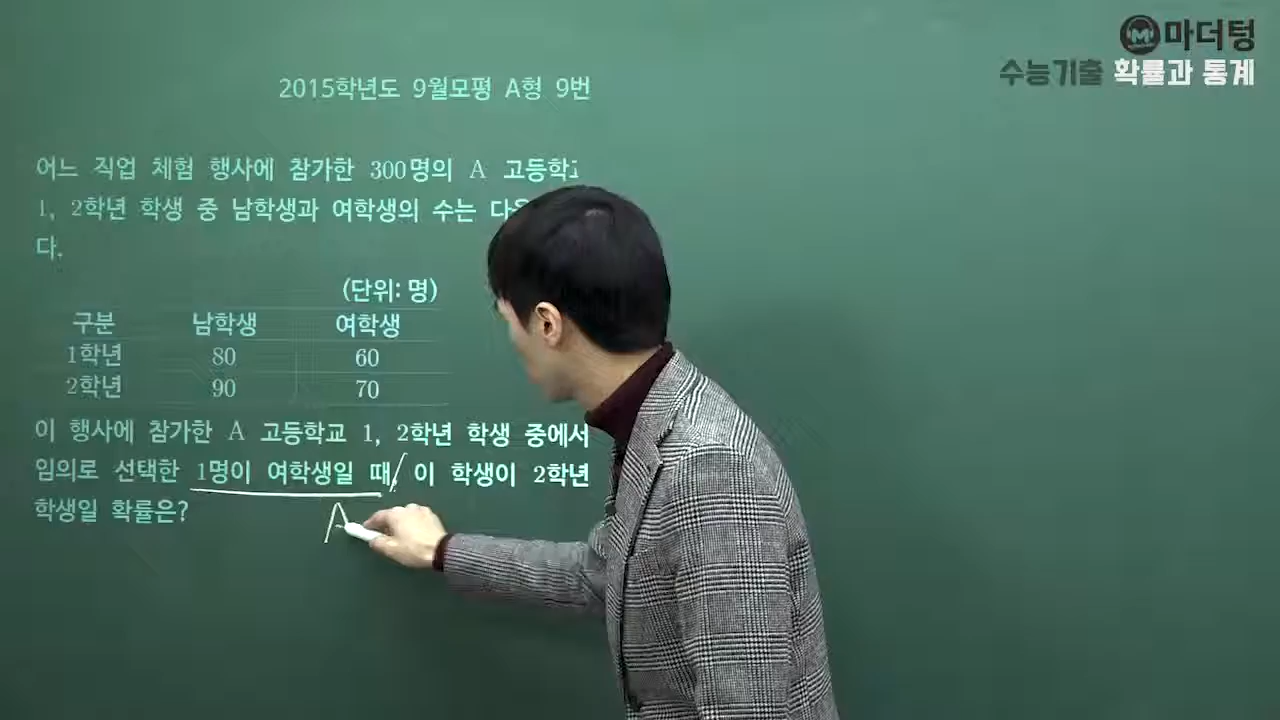 마더텅
수능기출 확률과 통계
2015학년도 9월모평 A형 9번
어느 직업 체험 행사에 참가한 300명의 A 고등학
1, 2학년 학생 중 남학생과 여학생의 수는
다.
(단위: 명)
구분 남학생 여학생
1학년 80 60
2학년 90 70
이 행사에 참가한 A 고등학교 1, 2학년 학생 중에서
임의로 선택한 1명이 여학생일 때, 이 학생이 2학년
학생일 확률은?
A